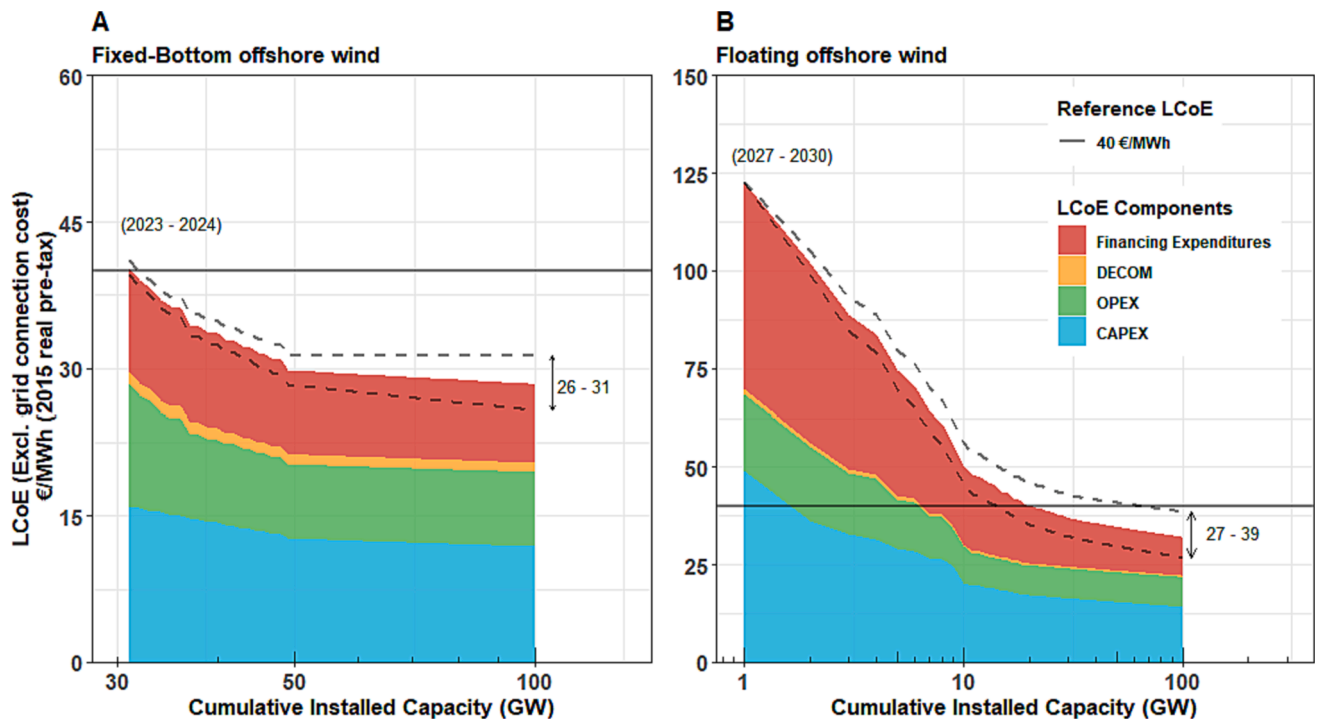 A
Fixed-Bottom offshore wind
LCoE (Excl. grid connection cost)
€/MWh (2015 real pre-tax)
60
45
30
15
0
(2023 - 2024)
26 - 31
30
50
100
Cumulative Installed Capacity (GW)
B
Floating offshore wind
150
125
100
75
50
25
0
(2027 - 2030)
Reference LCoE
40 €/MWh
LCoE Components
Financing Expenditures
DECOM
OPEX
CAPEX
27 - 39
1
10
100
Cumulative Installed Capacity (GW)